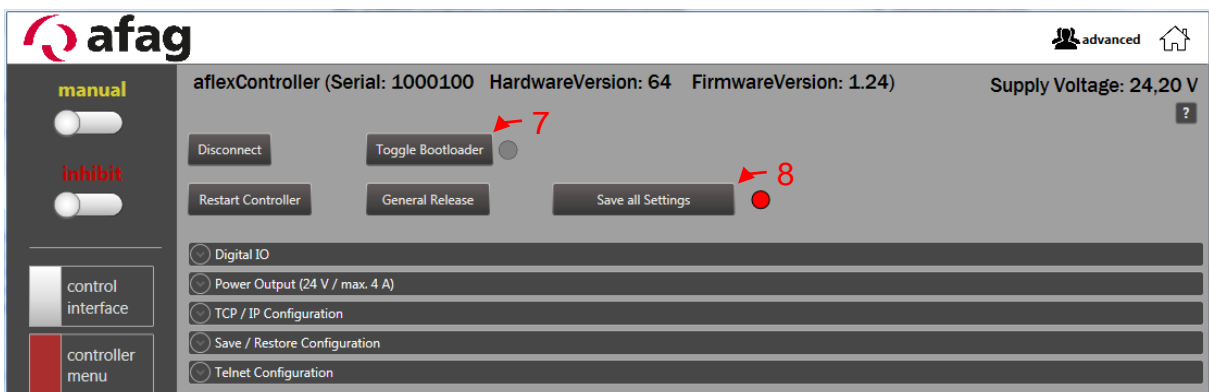 afag
advanced
manual
aflexController (Serial: 1000100 HardwareVersion: 64 FirmwareVersion: 1.24)
Supply Voltage: 24,20 V
?
7
Disconnect
Toggle Bootloader
inhibit
8
Restart Controller
General Release
Save all Settings
Digital IO
control
interface
Power Output (24 V / max. 4 A)
TCP / IP Configuration
Save / Restore Configuration
controller
menu
Telnet Configuration